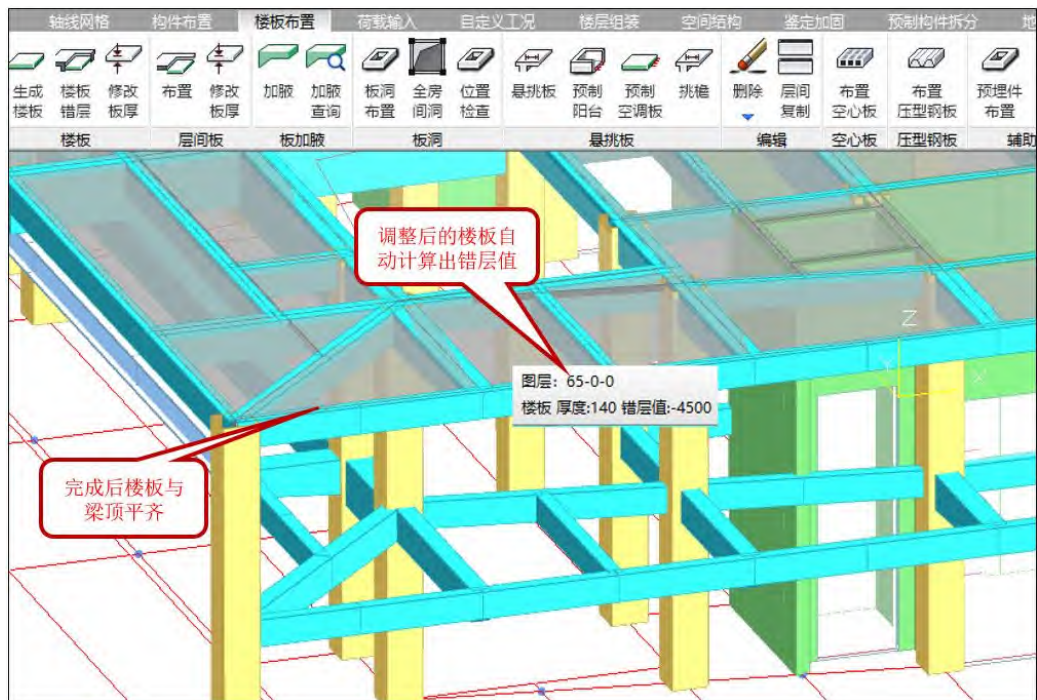 轴线网格 构件布置 楼板布置 荷载输入 自定义工况 楼层组装 空间结构 鉴定加固 预制构件拆分 地
生成 楼板 修改 布置 修改 加腋 加腋 板洞 全房 位置 悬挑板 预制 预制 挑檐 删除 层间 布置 布置 预埋件
楼板 错层 板厚 板厚 查询 布置 间洞 检查 阳台 空调板 复制 空心板 压型钢板 布置
楼板 层间板 板加腋 板洞 悬挑板 编辑 空心板 压型钢板 辅助
调整后的楼板自
动计算出错层值
Z
Y X
图层: 65-0-0
楼板 厚度:140 错层值:-4500
完成后楼板与
梁顶平齐